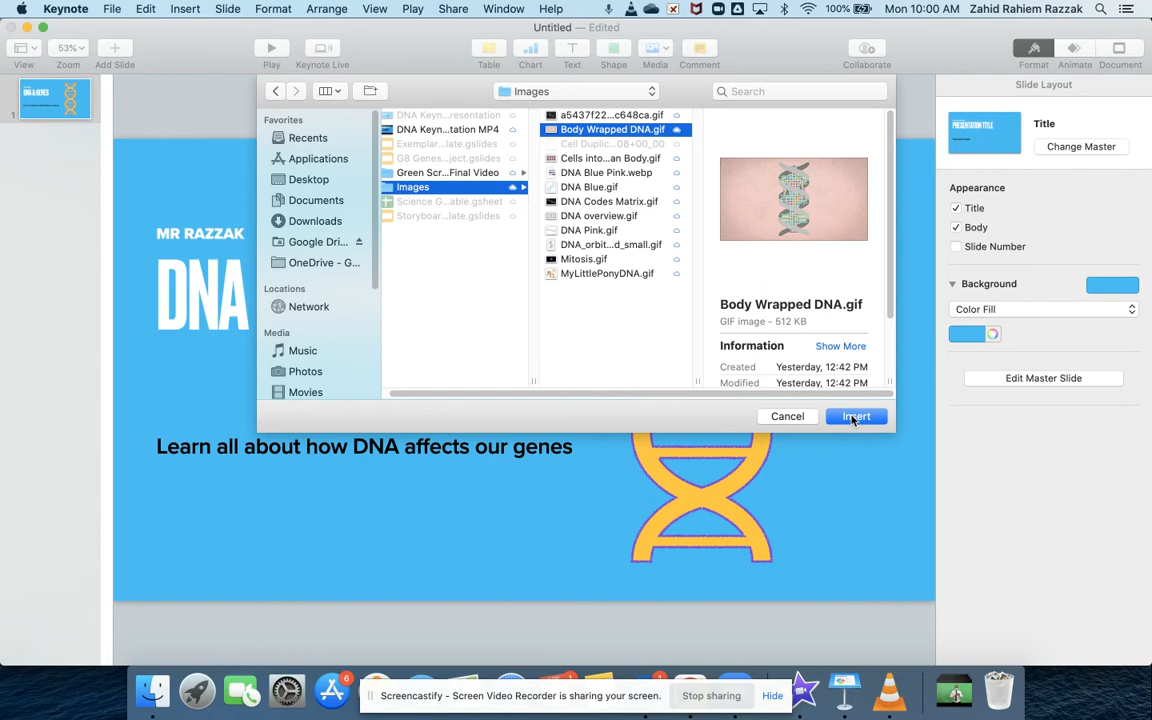 Keynote File Edit Insert Slide Format Arrange View Play Share Window Help 100% Mon 10:00 AM Zahid Rahiem Razzak
Untitled — Edited
53%
View Zoom Add Slide Play Keynote Live Table Chart Text Shape Media Comment Collaborate Format Animate Document
1
Images
Search
Favorites
Recents
Applications
Desktop
Documents
Downloads
Google Dri...
OneDrive - G...
Locations
Network
Media
Music
Photos
Movies
DNA Keyn...resentation
DNA Keyn...tation MP4
Exemplar...late.gslides
G8 Genes...ject.gslides
Green Scr...Final Video
Images
Science G...able.gsheet
Storyboar...late.gslides
a5437f22...c648ca.gif
Body Wrapped DNA.gif
Cell Duplic...08+00_00
Cells into...an Body.gif
DNA Blue Pink.webp
DNA Blue.gif
DNA Codes Matrix.gif
DNA overview.gif
DNA Pink.gif
DNA_orbit...d_small.gif
Mitosis.gif
MyLittlePonyDNA.gif
Body Wrapped DNA.gif
GIF image - 512 KB
Information Show More
Created Yesterday, 12:42 PM
Modified Yesterday, 12:42 PM
Cancel Insert
MR RAZZAK
DNA
Learn all about how DNA affects our genes
Slide Layout
PRESENTATION TITLE
Title
Change Master
Appearance
Title
Body
Slide Number
Background
Color Fill
Edit Master Slide
6
Screencastify - Screen Video Recorder is sharing your screen. Stop sharing Hide